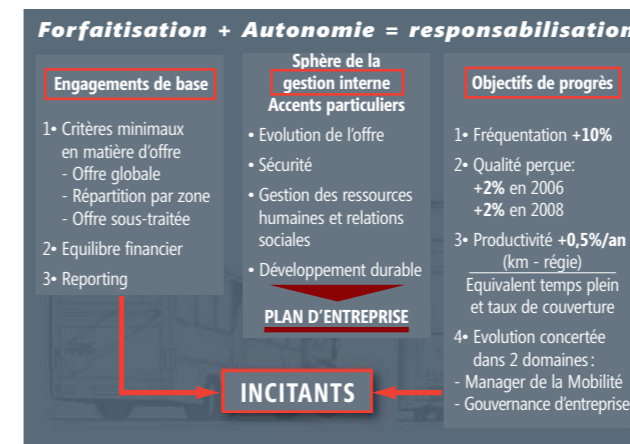 Forfaitisation + Autonomie = responsabilisation
Engagements de base
1• Critères minimaux
en matière d'offre
- Offre globale
- Répartition par zone
- Offre sous-traitée
2• Equilibre financier
3• Reporting
Sphère de la
gestion interne
Accents particuliers
• Evolution de l'offre
• Sécurité
• Gestion des ressources
humaines et relations
sociales
• Développement durable
PLAN D'ENTREPRISE
Objectifs de progrès
1• Fréquentation +10%
2• Qualité perçue:
+2% en 2006
+2% en 2008
3• Productivité +0,5%/an
(km - régie)
Equivalent temps plein
et taux de couverture
4• Evolution concertée
dans 2 domaines :
- Manager de la Mobilité
- Gouvernance d'entreprise
INCITANTS